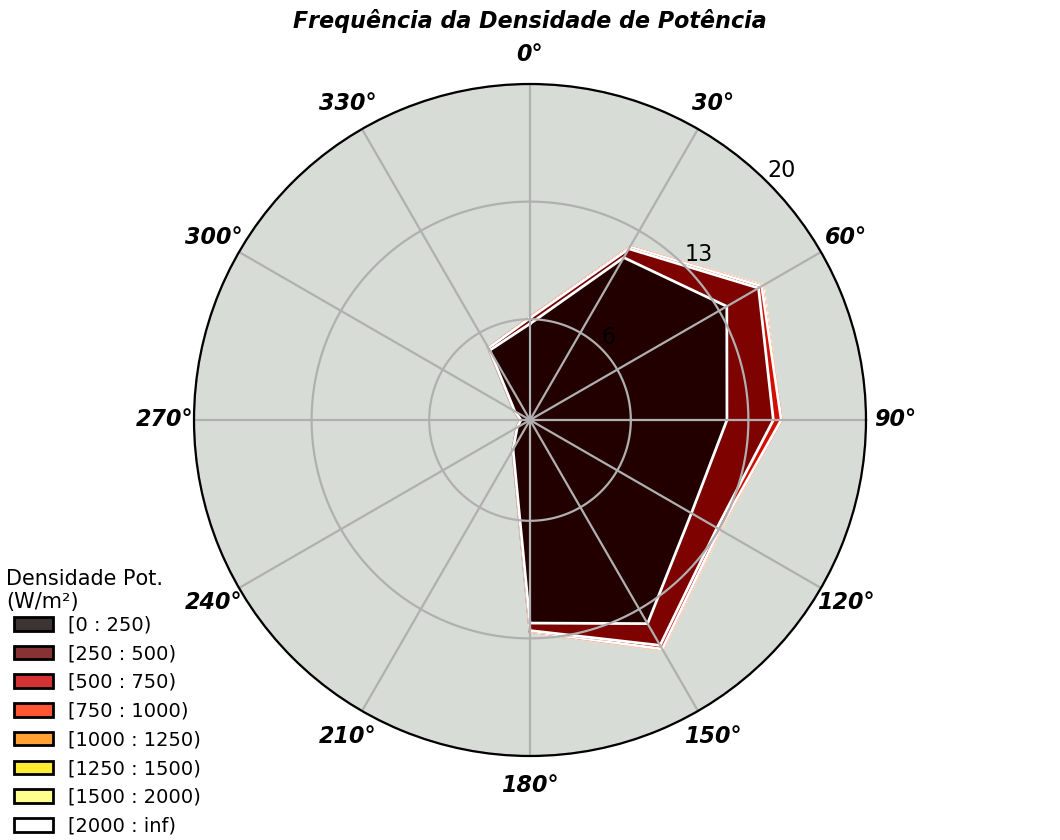 Frequência da Densidade de Potência
0°
330°
30°
20
300°
60°
13
6
270°
90°
240°
120°
210°
150°
180°
Densidade Pot.
(W/m²)
[0 : 250)
[250 : 500)
[500 : 750)
[750 : 1000)
[1000 : 1250)
[1250 : 1500)
[1500 : 2000)
[2000 : inf)